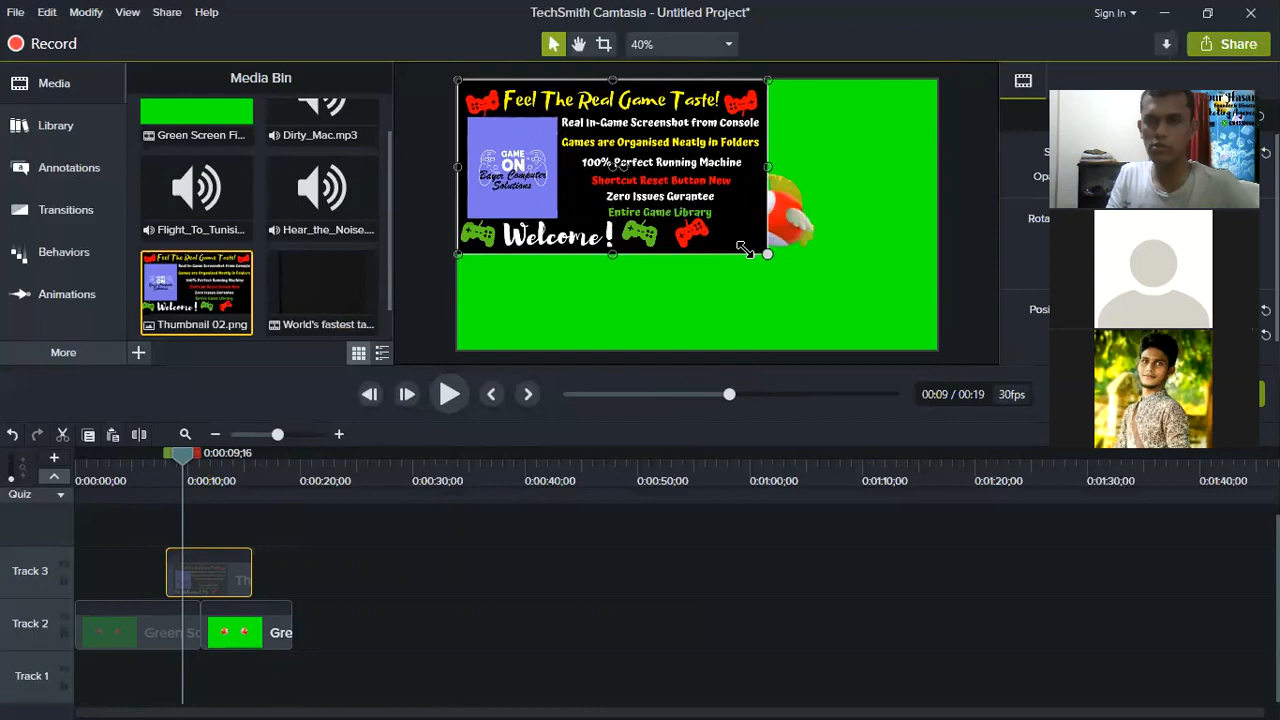 File Edit Modify View Share Help
TechSmith Camtasia - Untitled Project*
Sign In
Record
40%
Share
Media
Library
Annotations
Transitions
Behaviors
Animations
More
Media Bin
Green Screen Fi...
Dirty_Mac.mp3
Flight_To_Tunisi...
Hear_the_Noise....
Thumbnail 02.png
World's fastest ta...
Feel The Real Game Taste!
Real In-Game Screenshot from Console
Games are Organised Neatly in Folders
100% Perfect Running Machine
Shortcut Reset Button New
Zero Issues Gurantee
Entire Game Library
GAME
ON
Bayer Computer
Solutions
Welcome!
Rota
Opa
Posi
00:09 / 00:19 30fps
0:00:09;16
0:00:00;00 0:00:10;00 0:00:20;00 0:00:30;00 0:00:40;00 0:00:50;00 0:01:00;00 0:01:10;00 0:01:20;00 0:01:30;00 0:01:40;00
Quiz
Track 3
Th
Track 2
Green Sc
Gre
Track 1